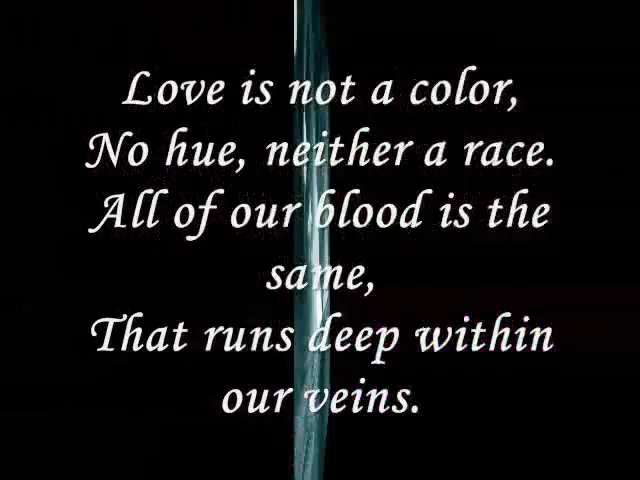 Love is not a color,
No hue, neither a race.
All of our blood is the
same,
That runs deep within
our veins.